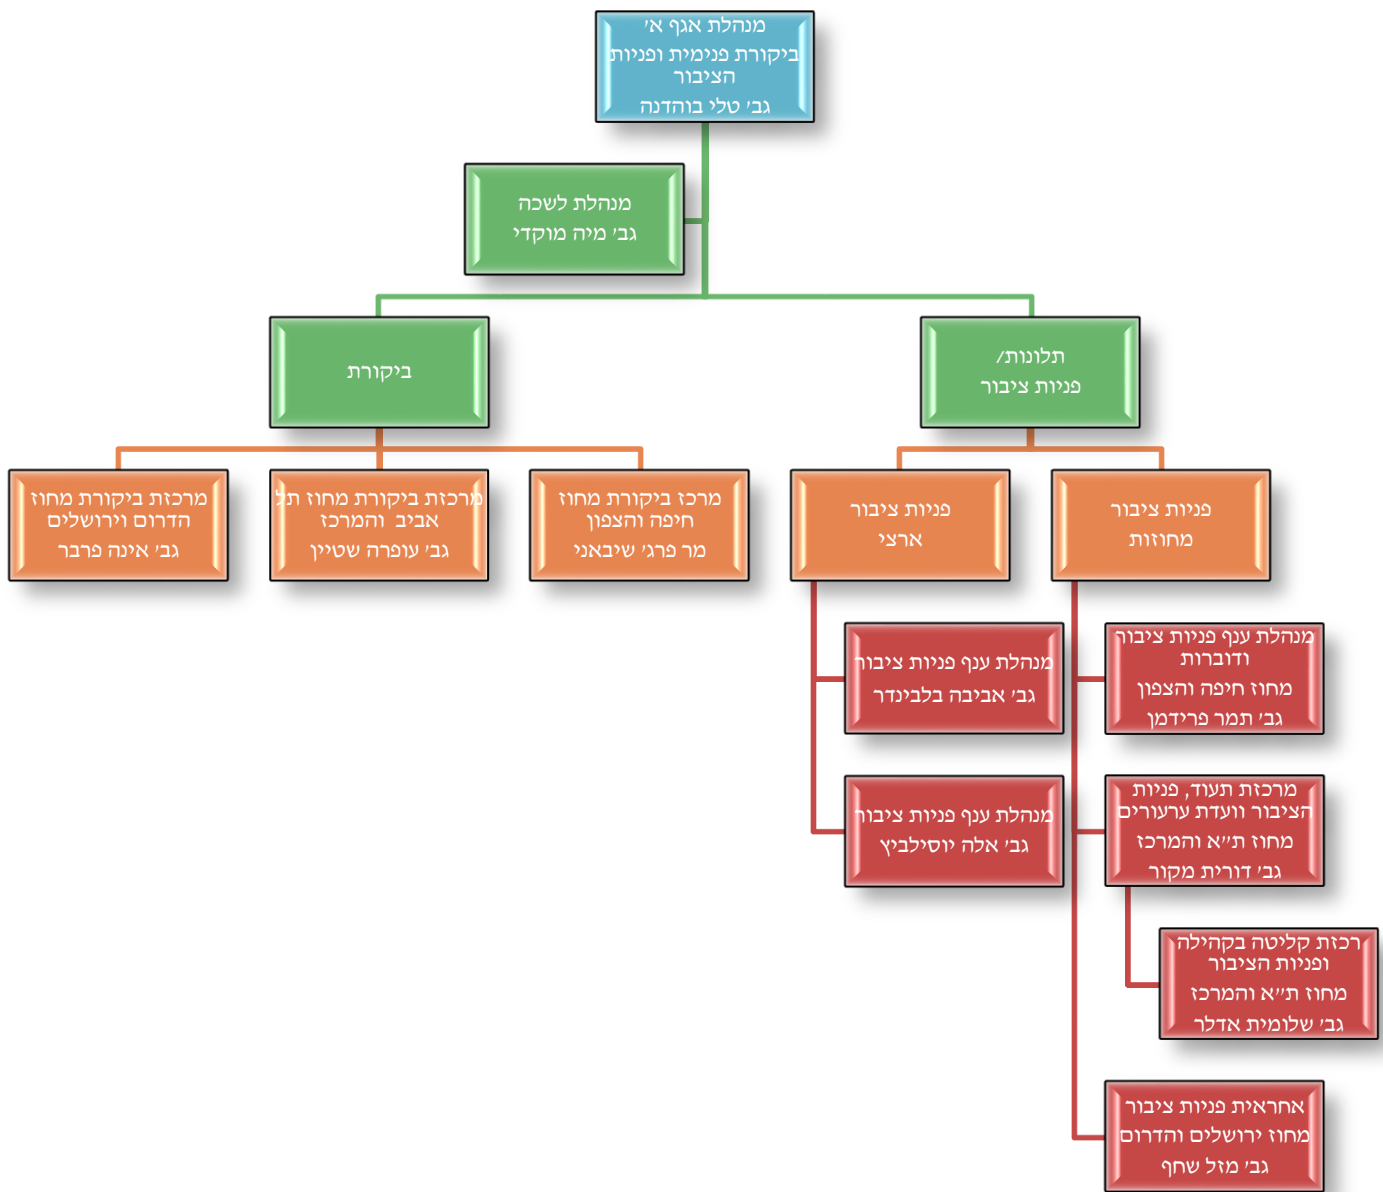 מנהלת אגף א'
ביקורת פנימית ופניות
הציבור
גב' טלי בוהדנה
מנהלת לשכה
גב' מיה מוקדי
תלונות/
פניות ציבור
ביקורת
פניות ציבור
מחוזות
פניות ציבור
ארצי
מרכז ביקורת מחוז
חיפה והצפון
מר פרג' שיבאני
מרכזת ביקורת מחוז תל
אביב והמרכז
גב' עופרה שטיין
מרכזת ביקורת מחוז
הדרום וירושלים
גב' אינה פרבר
מנהלת ענף פניות ציבור
ודוברות
מחוז חיפה והצפון
גב' תמר פרידמן
מנהלת ענף פניות ציבור
גב' אביבה בלבינדר
מרכזת תעוד, פניות
הציבור וועדת ערעורים
מחוז ת"א והמרכז
גב' דורית מקור
מנהלת ענף פניות ציבור
גב' אלה יוסילביץ
רכזת קליטה בקהילה
ופניות הציבור
מחוז ת"א והמרכז
גב' שלומית אדלר
אחראית פניות ציבור
מחוז ירושלים והדרום
גב' מזל שחף